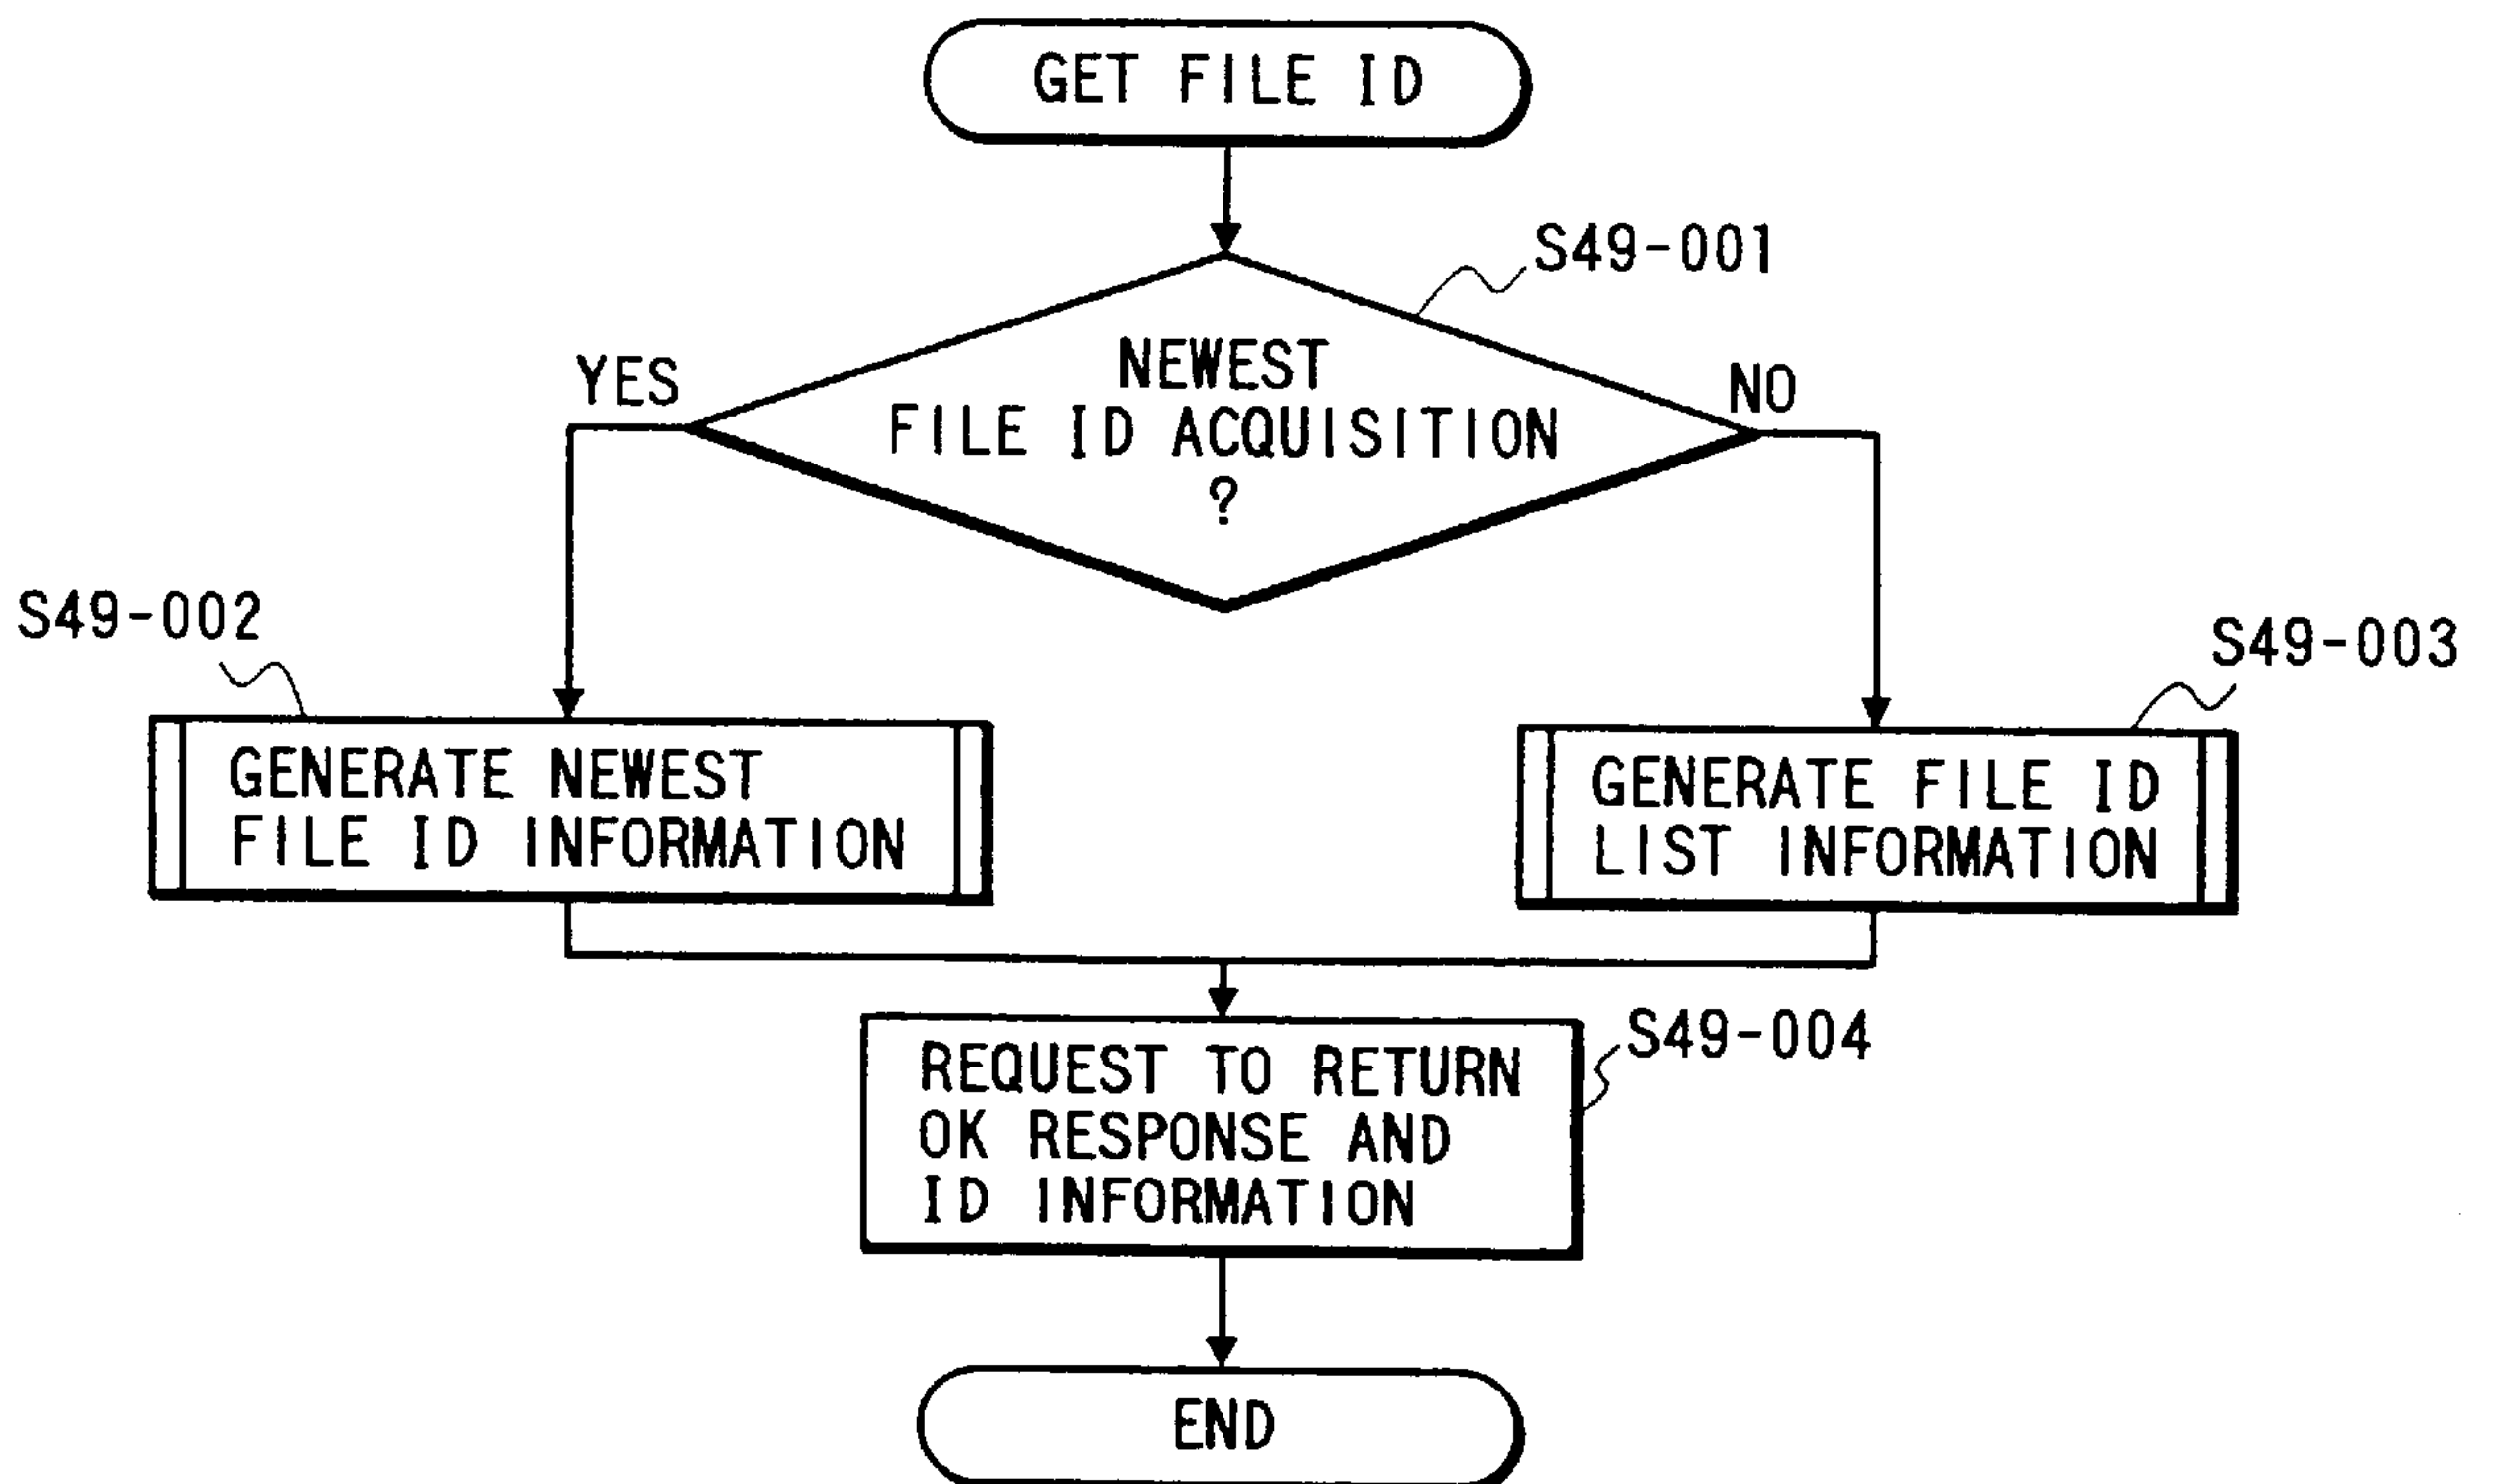 GET FILE ID
S49-001
NEWEST
FILE ID ACQUISITION
?
YES
NO
S49-002
S49-003
GENERATE NEWEST
FILE ID INFORMATION
GENERATE FILE ID
LIST INFORMATION
S49-004
REQUEST TO RETURN
OK RESPONSE AND
ID INFORMATION
END